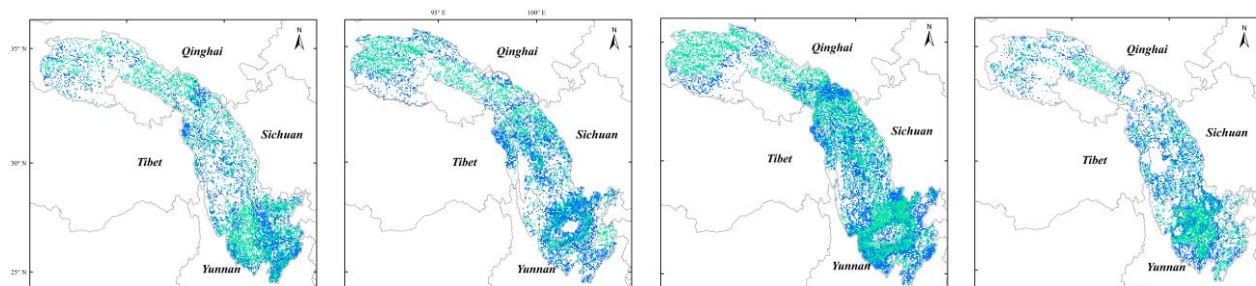 95° E 100° E
N N N N
35° N
Qinghai Qinghai Qinghai Qinghai
Sichuan Sichuan Sichuan Sichuan
30° N
Tibet Tibet Tibet Tibet
25° N
Yunnan Yunnan Yunnan Yunnan